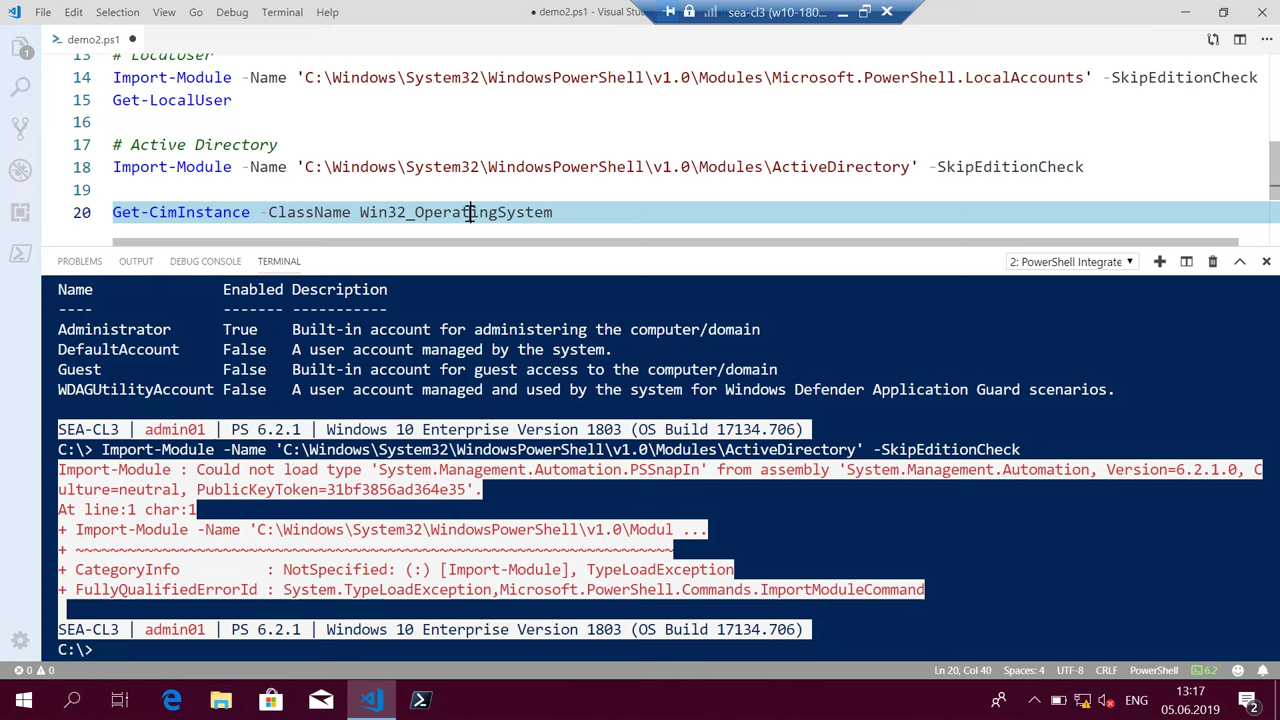 File Edit Selection View Go Debug Terminal Help
● demo2.ps1 - Visual Stud
sea-cl3 (w10-180...
demo2.ps1 ●
13 # LocalUser
14 Import-Module -Name 'C:\Windows\System32\WindowsPowerShell\v1.0\Modules\Microsoft.PowerShell.LocalAccounts' -SkipEditionCheck
15 Get-LocalUser
16
17 # Active Directory
18 Import-Module -Name 'C:\Windows\System32\WindowsPowerShell\v1.0\Modules\ActiveDirectory' -SkipEditionCheck
19
20 Get-CimInstance -ClassName Win32_OperatingSystem
PROBLEMS OUTPUT DEBUG CONSOLE TERMINAL 2: PowerShell Integrate
Name Enabled Description
---- ------- -----------
Administrator True Built-in account for administering the computer/domain
DefaultAccount False A user account managed by the system.
Guest False Built-in account for guest access to the computer/domain
WDAGUtilityAccount False A user account managed and used by the system for Windows Defender Application Guard scenarios.
SEA-CL3 | admin01 | PS 6.2.1 | Windows 10 Enterprise Version 1803 (OS Build 17134.706)
C:\> Import-Module -Name 'C:\Windows\System32\WindowsPowerShell\v1.0\Modules\ActiveDirectory' -SkipEditionCheck
Import-Module : Could not load type 'System.Management.Automation.PSSnapIn' from assembly 'System.Management.Automation, Version=6.2.1.0, C
ulture=neutral, PublicKeyToken=31bf3856ad364e35'.
At line:1 char:1
+ Import-Module -Name 'C:\Windows\System32\WindowsPowerShell\v1.0\Modul ...
+ ~~~~~~~~~~~~~~~~~~~~~~~~~~~~~~~~~~~~~~~~~~~~~~~~~~~~~~~~~~~~~~~~~~~~~
+ CategoryInfo : NotSpecified: (:) [Import-Module], TypeLoadException
+ FullyQualifiedErrorId : System.TypeLoadException,Microsoft.PowerShell.Commands.ImportModuleCommand
SEA-CL3 | admin01 | PS 6.2.1 | Windows 10 Enterprise Version 1803 (OS Build 17134.706)
C:\>
0 0 Ln 20, Col 40 Spaces: 4 UTF-8 CRLF PowerShell 6.2
ENG 13:17
05.06.2019 2